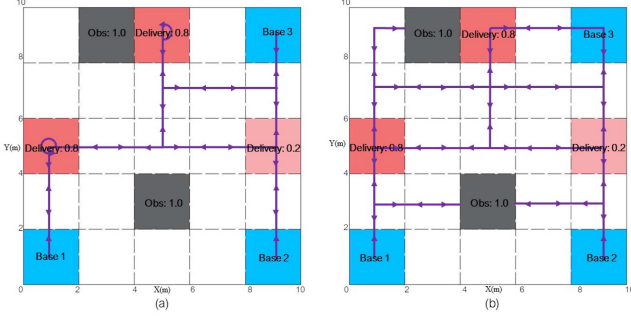 10
Obs: 1.0
Delivery: 0.8
Base 3
8
6
Y(m)
Delivery: 0.8
Delivery: 0.2
4
Obs: 1.0
2
Base 1
Base 2
0 2 4 6 8 10
X(m)
(a)
10
Obs: 1.0
Delivery: 0.8
Base 3
8
6
Y(m)
Delivery: 0.8
Delivery: 0.2
4
Obs: 1.0
2
Base 1
Base 2
0 2 4 6 8 10
X(m)
(b)